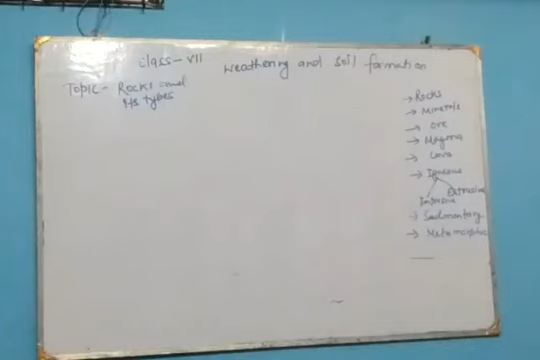 Class-VII
Weathering and Soil formation
Topic- Rocks and
its types
→ Rocks
→ Minerals
→ ore
→ Magma
→ Lava
→ Igneous
Extrusive
Intrusive
→ Sedimentary
→ Metamorphic